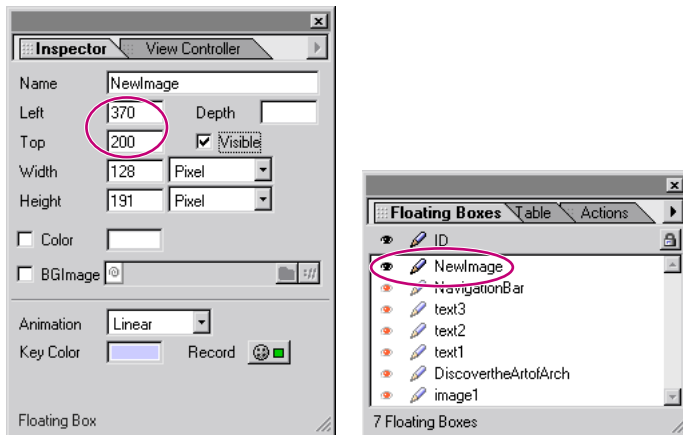 Inspector View Controller
Name NewImage
Left 370 Depth
Top 200 Visible
Width 128 Pixel
Height 191 Pixel
Color
BGImage
Animation Linear
Key Color Record
Floating Box
Floating Boxes Table Actions
ID
NewImage
NavigationBar
text3
text2
text1
DiscovertheArtofArch
image1
7 Floating Boxes